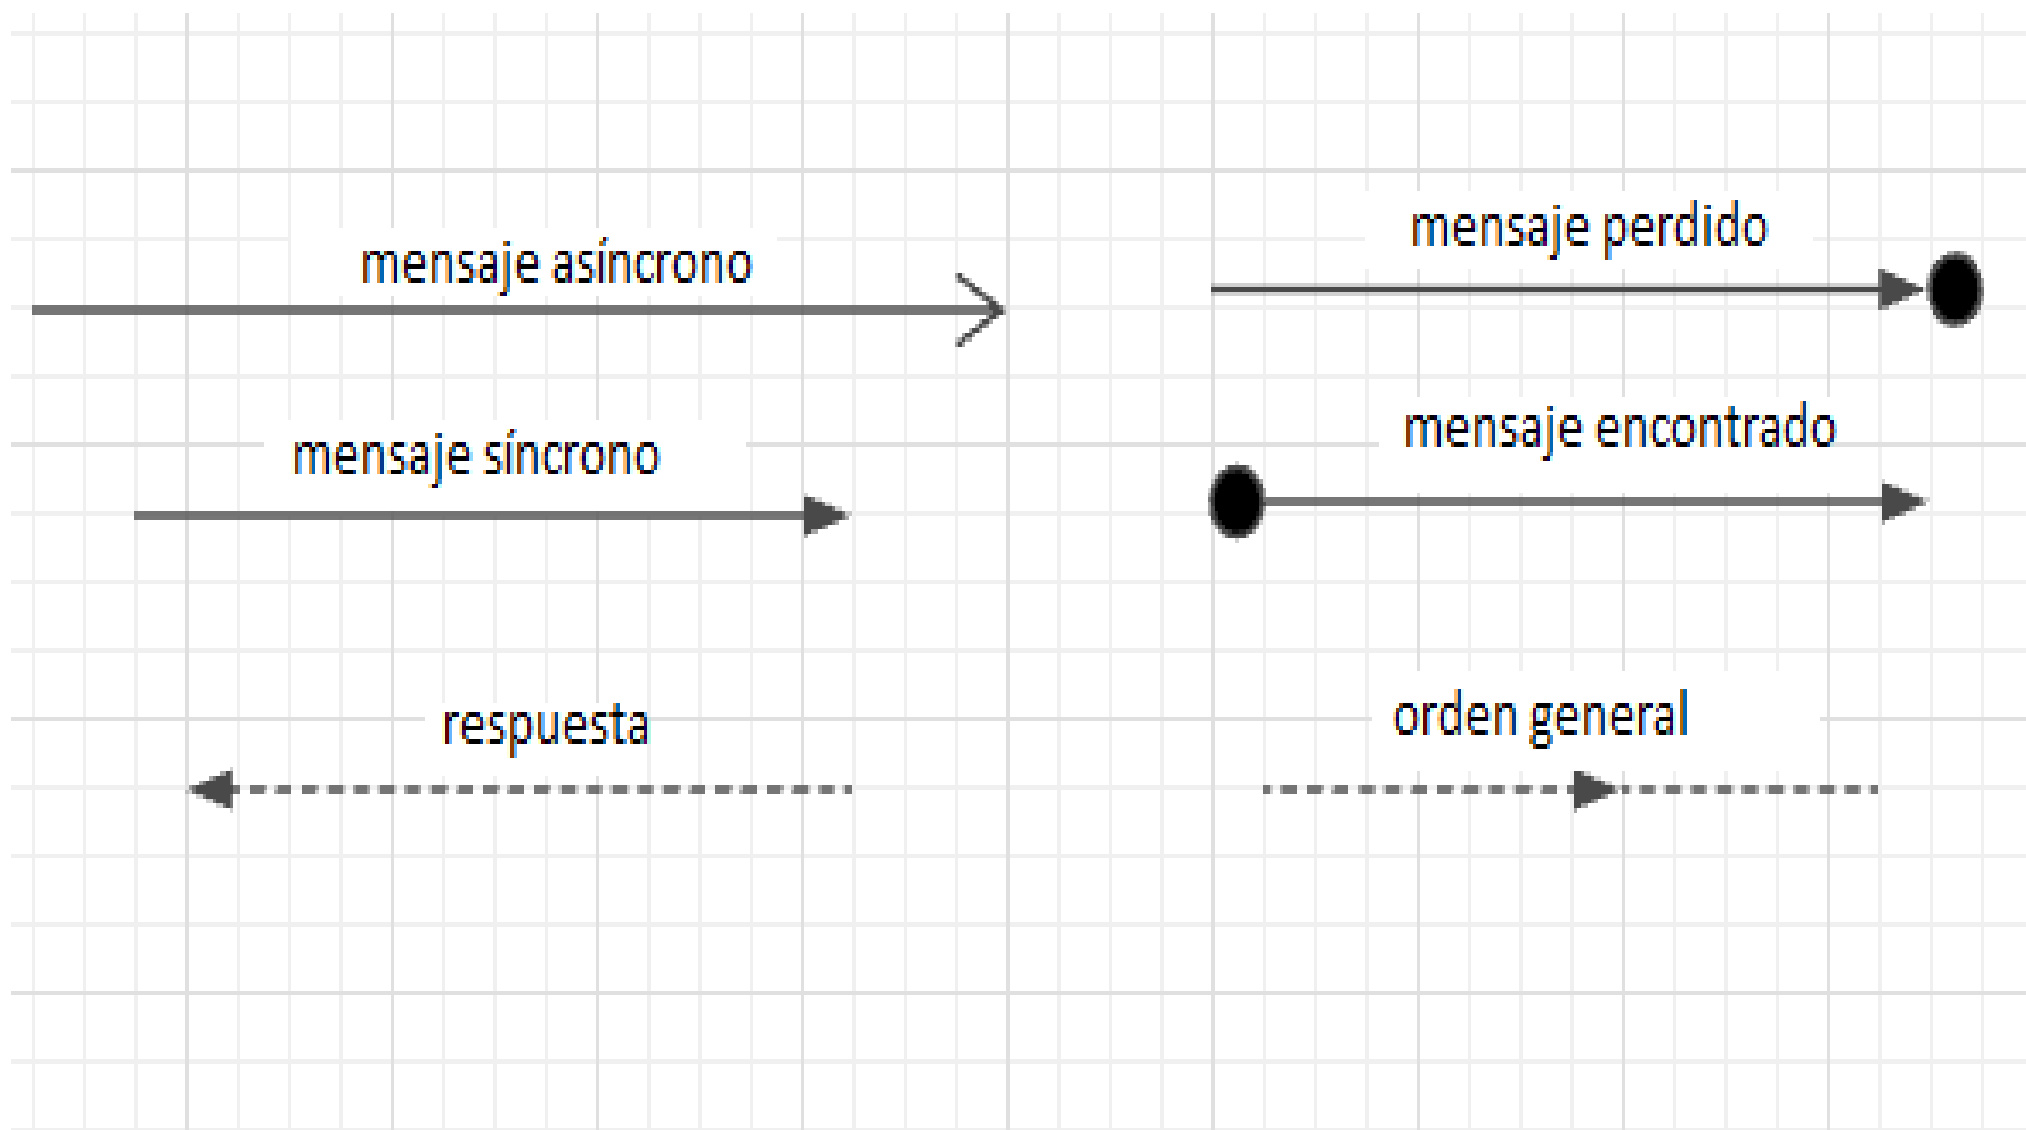 mensaje asíncrono
mensaje perdido
mensaje síncrono
mensaje encontrado
respuesta
orden general